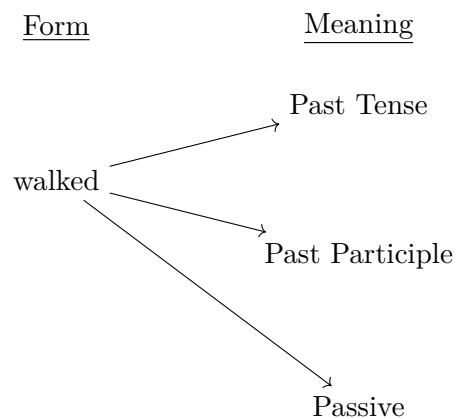 Form Meaning
Past Tense
walked
Past Participle
Passive